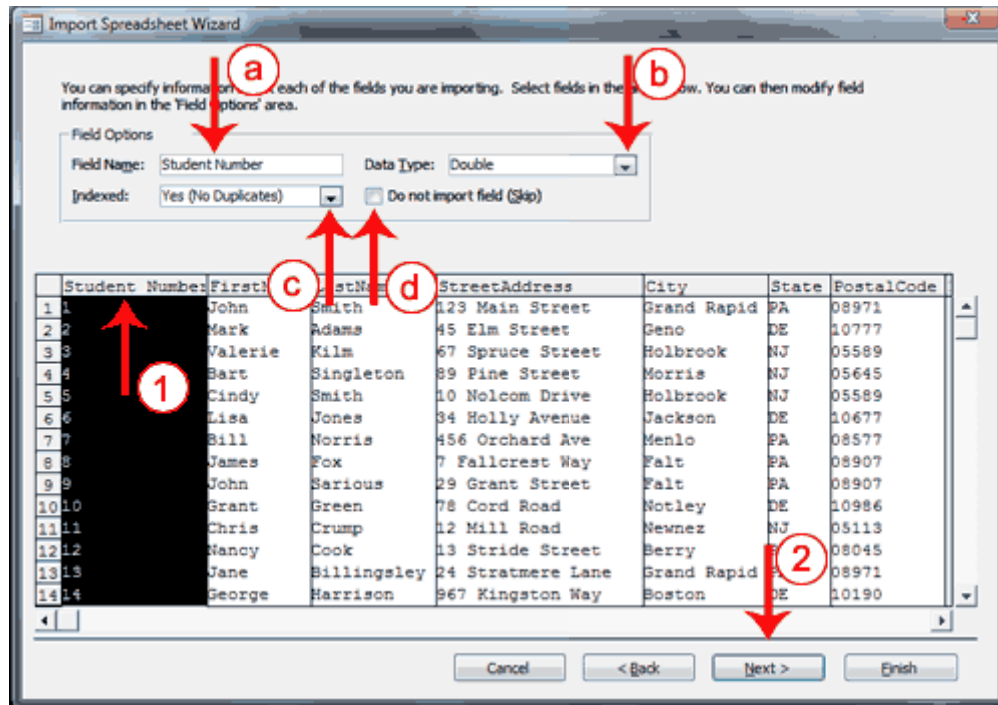 Import Spreadsheet Wizard
a
b
You can specify information each of the fields you are importing. Select fields in the low. You can then modify field
information in the 'Field Options' area.
Field Options
Field Name: Student Number Data Type: Double
Indexed: Yes (No Duplicates) Do not import field (Skip)
c d
Student Number StreetAddress City State PostalCode
1 1 John Smith 123 Main Street Grand Rapid PA 08971
2 2 Mark Adams 45 Elm Street Geno DE 10777
3 3 Valerie Kilm 67 Spruce Street Holbrook NJ 05589
4 4 Bart Singleton 89 Pine Street Morris NJ 05645
1
5 5 Cindy Smith 10 Nolcom Drive Holbrook NJ 05589
6 6 Lisa Jones 34 Holly Avenue Jackson DE 10677
7 7 Bill Norris 456 Orchard Ave Menlo PA 08577
8 8 James Fox 7 Fallcrest Way Falt PA 08907
9 9 John Sarious 29 Grant Street Falt PA 08907
10 10 Grant Green 78 Cord Road Notley DE 10986
11 11 Chris Crump 12 Mill Road Newnez NJ 05113
12 12 Nancy Cook 13 Stride Street Berry 08045
2
13 13 Jane Billingsley 24 Stratmere Lane Grand Rapid 08971
14 14 George Harrison 967 Kingston Way Boston DE 10190
Cancel < Back Next > Finish